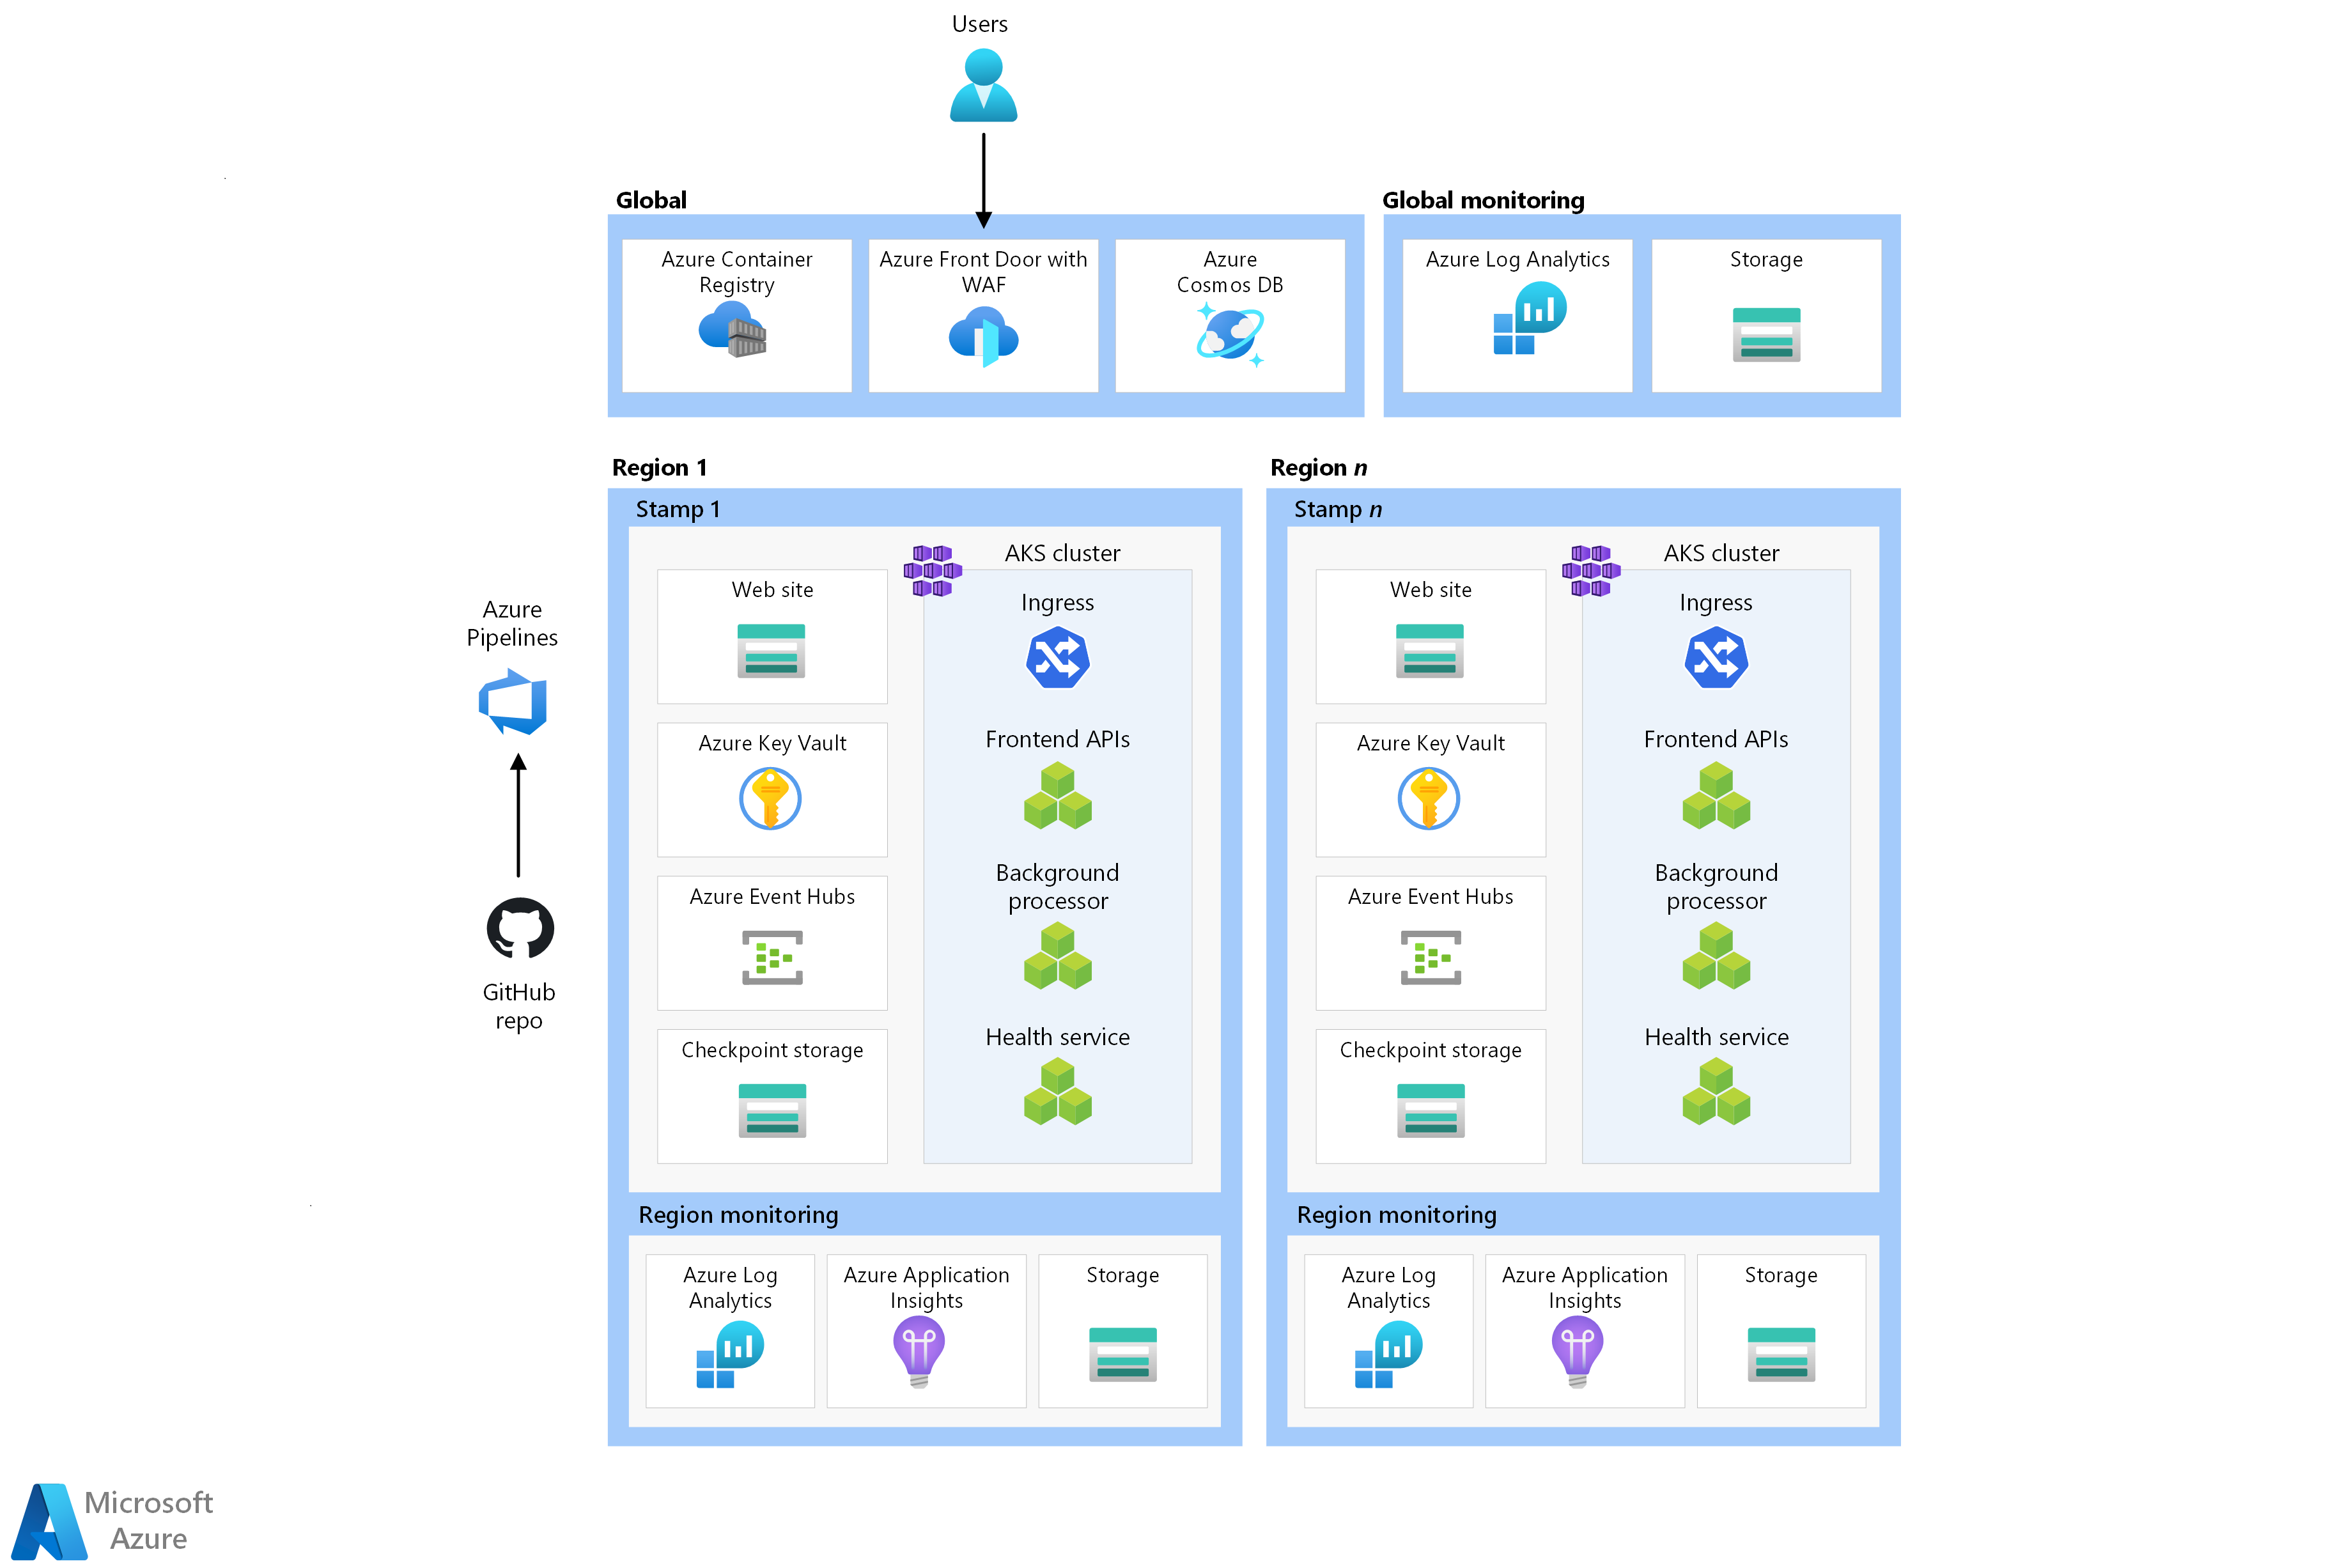 Users
Global
Azure Container
Registry
Azure Front Door with
WAF
Azure
Cosmos DB
Global monitoring
Azure Log Analytics
Storage
Azure
Pipelines
GitHub
repo
Region 1
Stamp 1
Web site
Azure Key Vault
Azure Event Hubs
Checkpoint storage
AKS cluster
Ingress
Frontend APIs
Background
processor
Health service
Region monitoring
Azure Log
Analytics
Azure Application
Insights
Storage
Region n
Stamp n
Web site
Azure Key Vault
Azure Event Hubs
Checkpoint storage
AKS cluster
Ingress
Frontend APIs
Background
processor
Health service
Region monitoring
Azure Log
Analytics
Azure Application
Insights
Storage
Microsoft
Azure